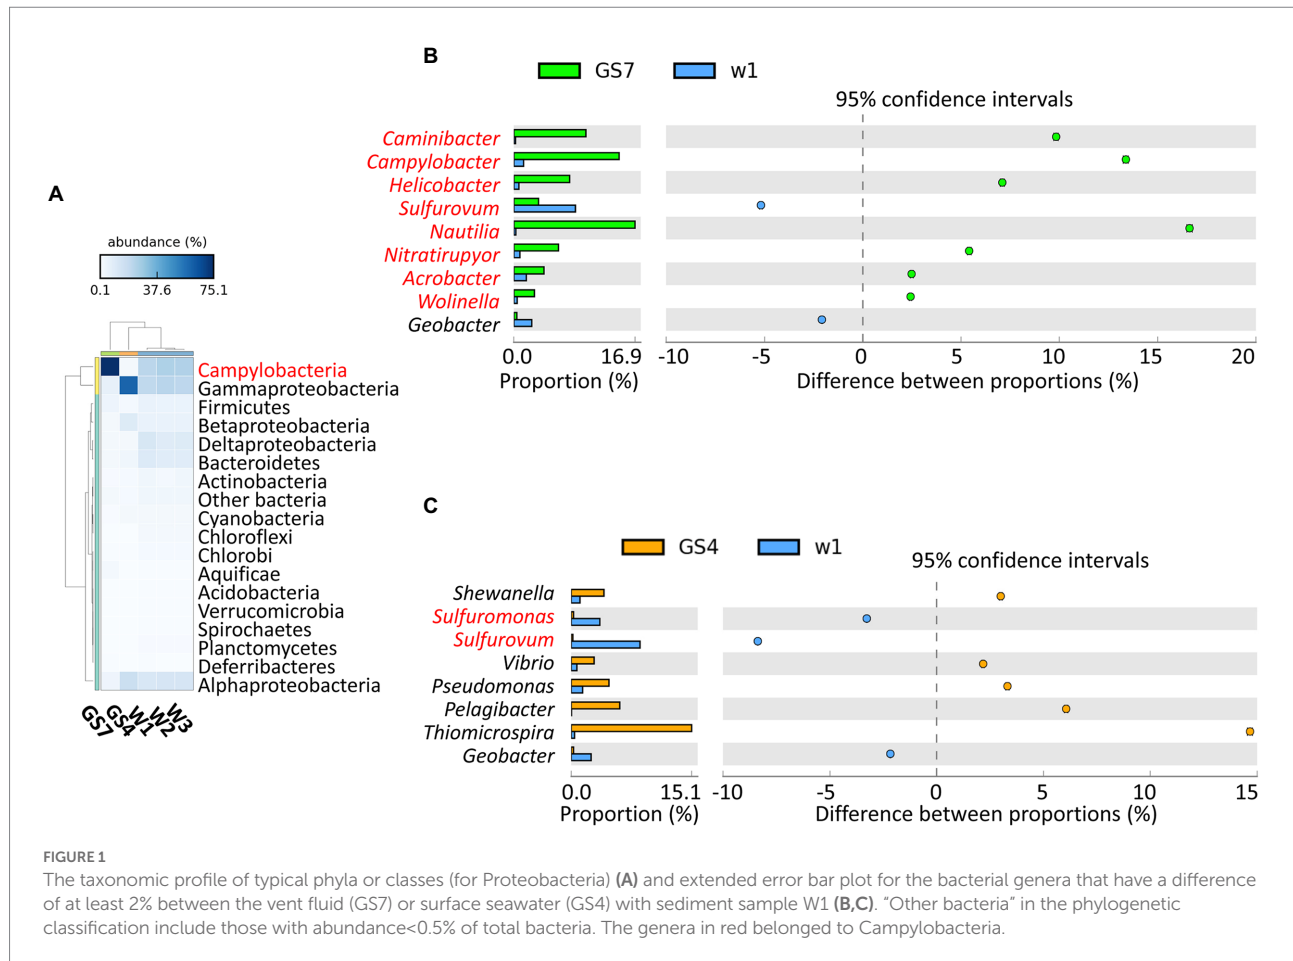 A
abundance (%)
0.1 37.6 75.1
Campylobacteria
Gammaproteobacteria
Firmicutes
Betaproteobacteria
Deltaproteobacteria
Bacteroidetes
Actinobacteria
Other bacteria
Cyanobacteria
Chloroflexi
Chlorobi
Aquificae
Acidobacteria
Verrucomicrobia
Spirochaetes
Planctomycetes
Deferribacteres
Alphaproteobacteria
GS7 GS4 W1 W2 W3
B
GS7 w1
95% confidence intervals
Caminibacter
Campylobacter
Helicobacter
Sulfurovum
Nautilia
Nitratirupyor
Acrobacter
Wolinella
Geobacter
0.0 16.9 -10 -5 0 5 10 15 20
Proportion (%) Difference between proportions (%)
C
GS4 w1
95% confidence intervals
Shewanella
Sulfuromonas
Sulfurovum
Vibrio
Pseudomonas
Pelagibacter
Thiomicrospira
Geobacter
0.0 15.1 -10 -5 0 5 10 15
Proportion (%) Difference between proportions (%)
FIGURE 1
The taxonomic profile of typical phyla or classes (for Proteobacteria) (A) and extended error bar plot for the bacterial genera that have a difference
of at least 2% between the vent fluid (GS7) or surface seawater (GS4) with sediment sample W1 (B,C). “Other bacteria” in the phylogenetic
classification include those with abundance<0.5% of total bacteria. The genera in red belonged to Campylobacteria.